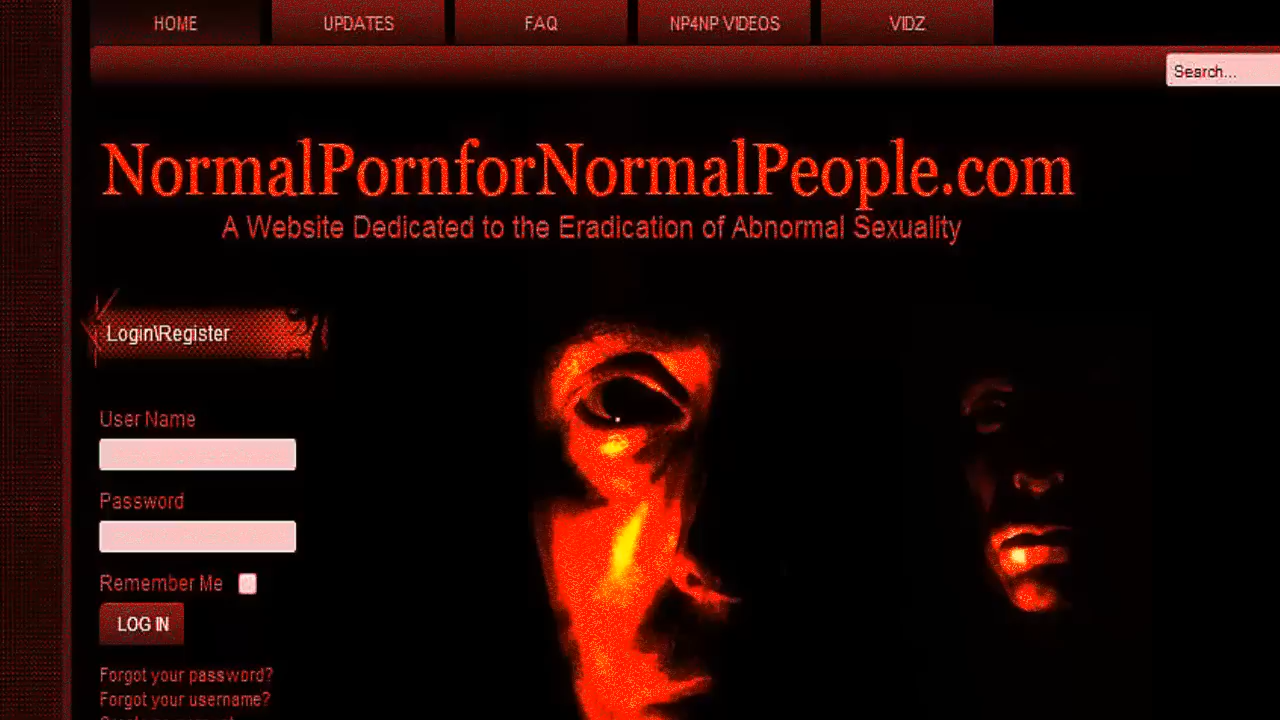 HOME UPDATES FAQ NP4NP VIDEOS VIDZ
Search...
NormalPornforNormalPeople.com
A Website Dedicated to the Eradication of Abnormal Sexuality
Login\Register
User Name
Password
Remember Me
LOG IN
Forgot your password?
Forgot your username?